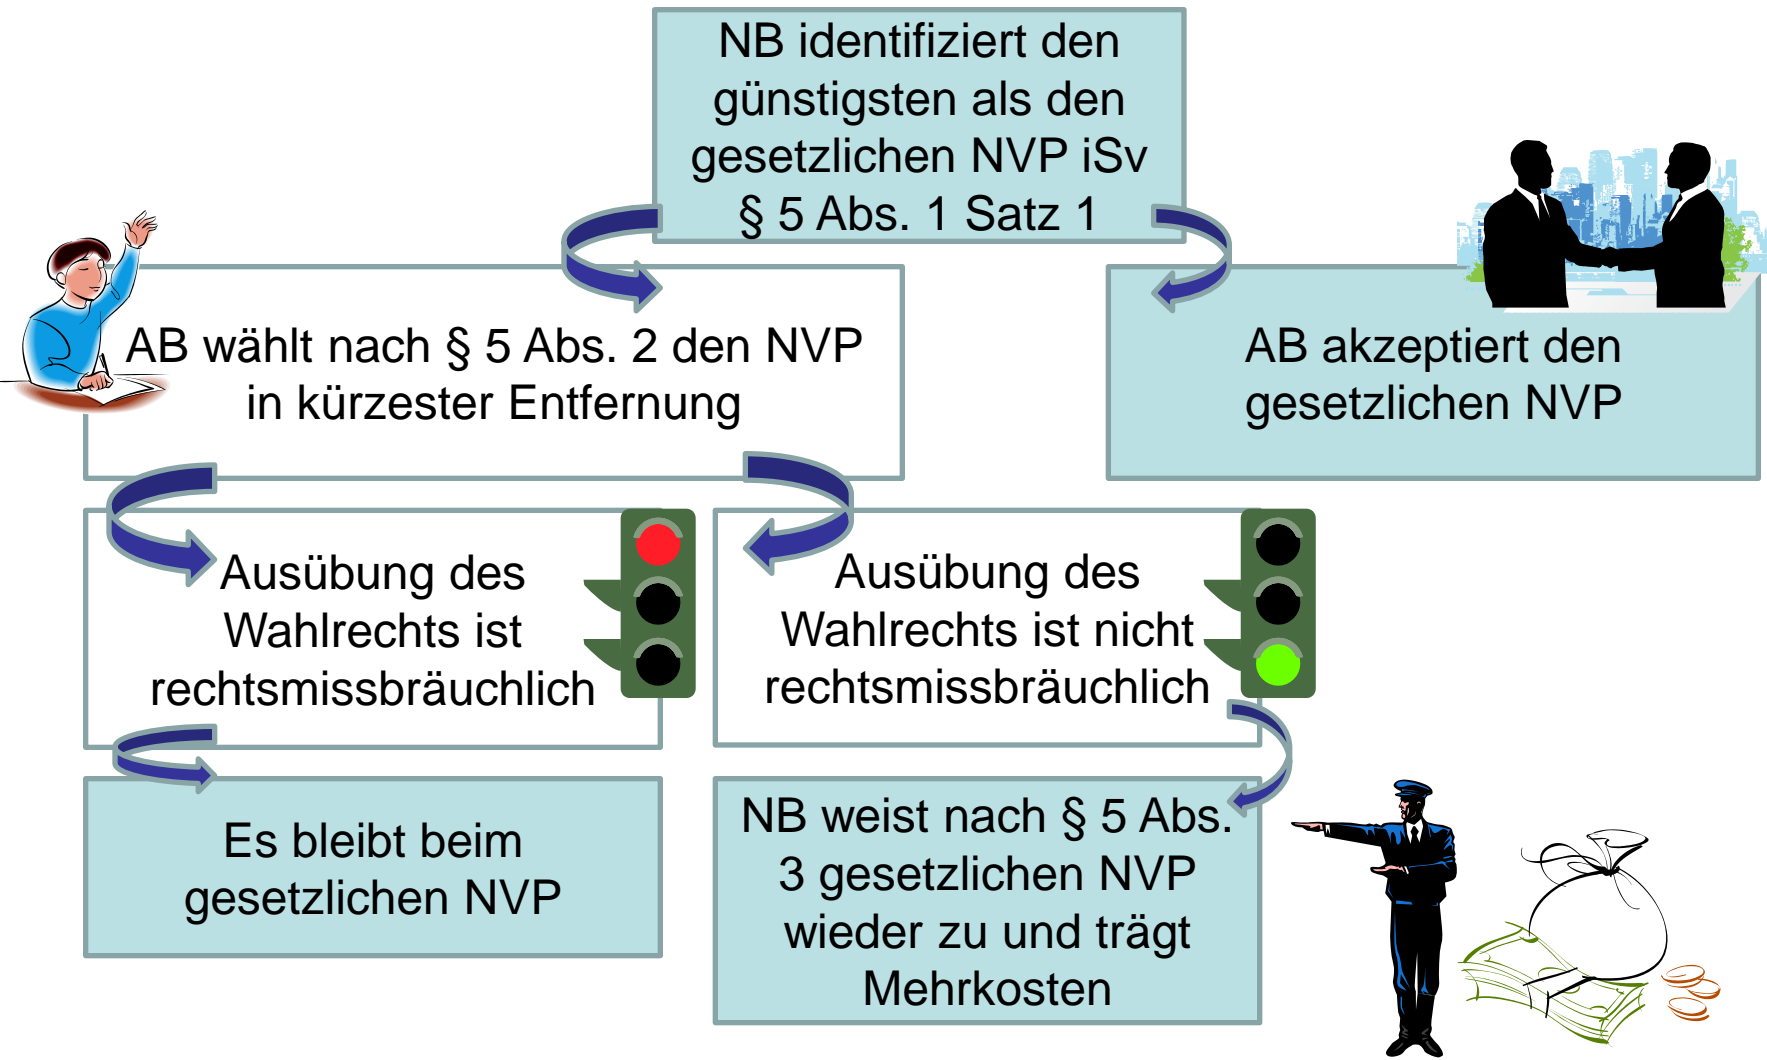 NB identifiziert den
günstigsten als den
gesetzlichen NVP iSv
§ 5 Abs. 1 Satz 1
AB wählt nach § 5 Abs. 2 den NVP
in kürzester Entfernung
AB akzeptiert den
gesetzlichen NVP
Ausübung des
Wahlrechts ist
rechtsmissbräuchlich
Ausübung des
Wahlrechts ist nicht
rechtsmissbräuchlich
Es bleibt beim
gesetzlichen NVP
NB weist nach § 5 Abs.
3 gesetzlichen NVP
wieder zu und trägt
Mehrkosten